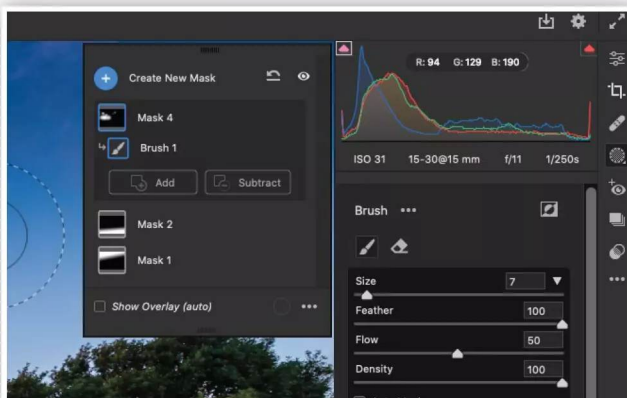 Create New Mask
Mask 4
Brush 1
Add
Subtract
Mask 2
Mask 1
Show Overlay (auto)
R: 94 G: 129 B: 190
ISO 31 15-30@15 mm f/11 1/250s
Brush
Size 7
Feather 100
Flow 50
Density 100